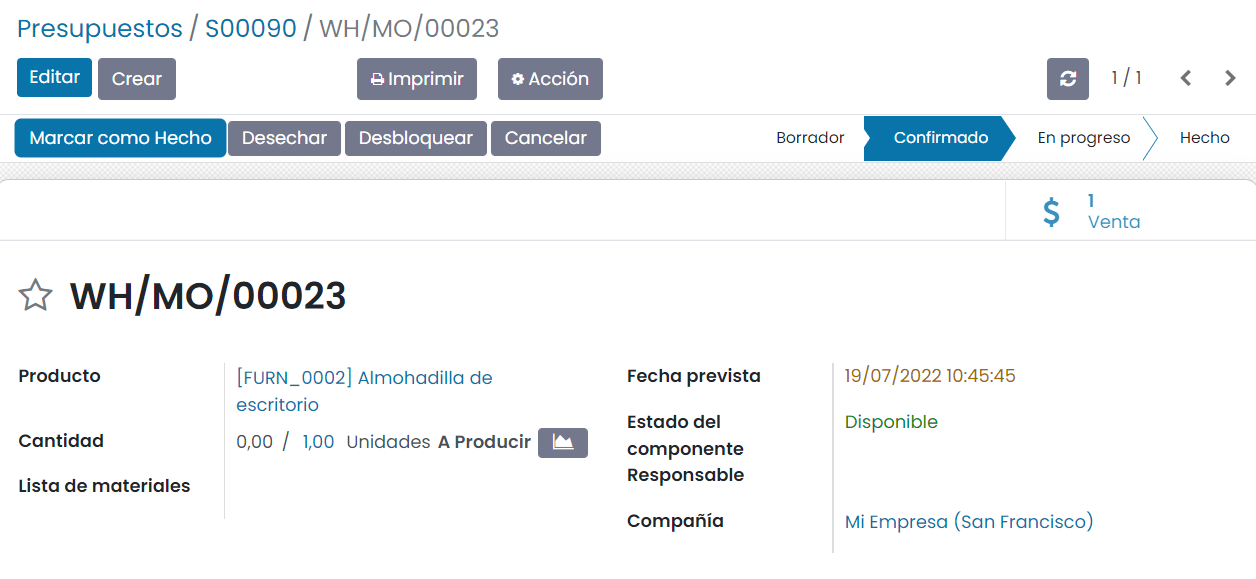 Presupuestos / S00090 / WH/MO/00023
Editar Crear Imprimir Acción 1 / 1
Marcar como Hecho Desechar Desbloquear Cancelar Borrador Confirmado En progreso Hecho
1
Venta
WH/MO/00023
Producto [FURN_0002] Almohadilla de
escritorio
Cantidad 0,00 / 1,00 Unidades A Producir
Lista de materiales
Fecha prevista 19/07/2022 10:45:45
Estado del Disponible
componente
Responsable
Compañía Mi Empresa (San Francisco)